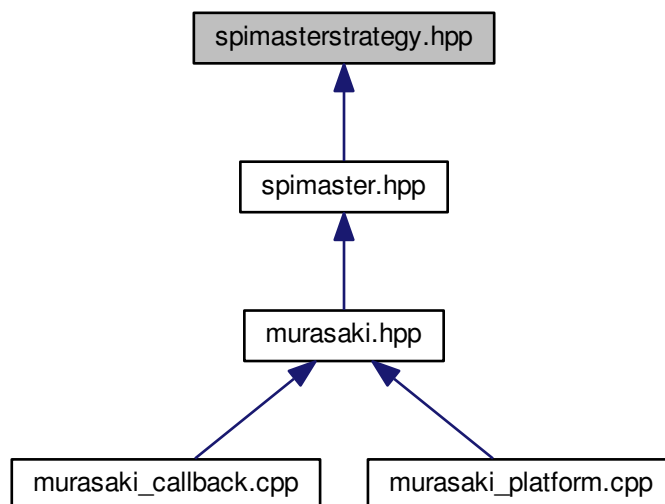 spimasterstrategy.hpp
spimaster.hpp
murasaki.hpp
murasaki_callback.cpp
murasaki_platform.cpp